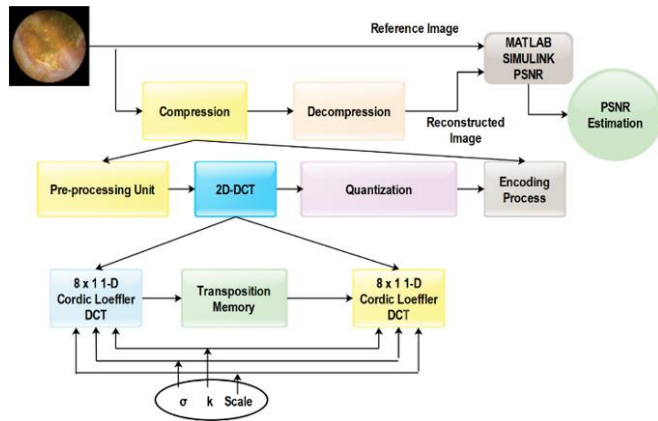 Reference Image
MATLAB
SIMULINK
PSNR
Compression
Decompression
Reconstructed
Image
PSNR
Estimation
Pre-processing Unit
2D-DCT
Quantization
Encoding
Process
8 x 1 1-D
Cordic Loeffler
DCT
Transposition
Memory
8 x 1 1-D
Cordic Loeffler
DCT
σ k Scale